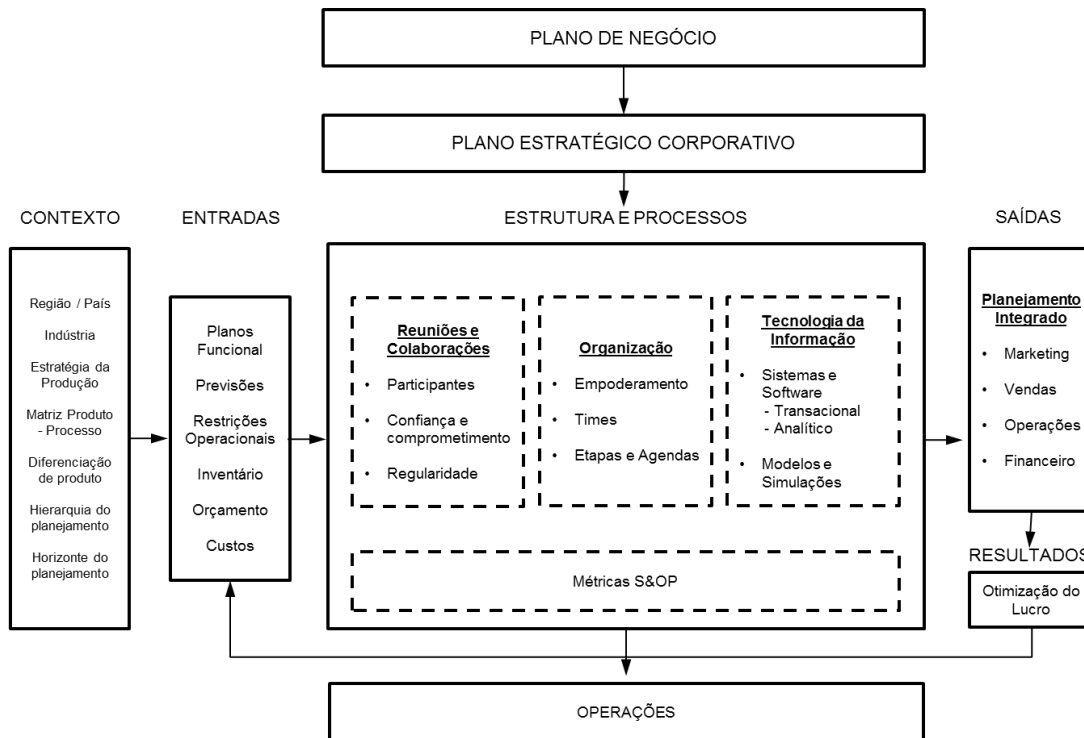 PLANO DE NEGÓCIO
PLANO ESTRATÉGICO CORPORATIVO
CONTEXTO
Região / País
Indústria
Estratégia da
Produção
Matriz Produto
- Processo
Diferenciação
de produto
Hierarquia do
planejamento
Horizonte do
planejamento
ENTRADAS
Planos
Funcional
Previsões
Restrições
Operacionais
Inventário
Orçamento
Custos
ESTRUTURA E PROCESSOS
Reuniões e
Colaborações
• Participantes
• Confiança e
comprometimento
• Regularidade
Organização
• Empoderamento
• Times
• Etapas e Agendas
Tecnologia da
Informação
• Sistemas e
Software
- Transacional
- Analítico
• Modelos e
Simulações
Métricas S&OP
SAÍDAS
Planejamento
Integrado
• Marketing
• Vendas
• Operações
• Financeiro
RESULTADOS
Otimização do
Lucro
OPERAÇÕES